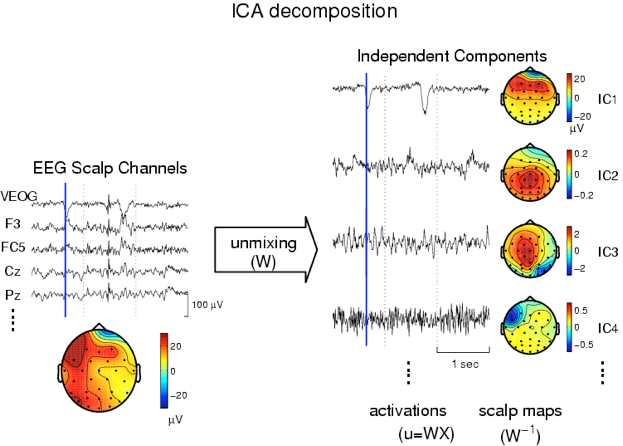 ICA decomposition
Independent Components
20
0
−20
μV
IC1
EEG Scalp Channels
VEOG
F3
FC5
Cz
Pz
100 μV
unmixing
(W)
0.2
0
−0.2
IC2
2
0
−2
IC3
0.5
0
−0.5
IC4
1 sec
20
0
−20
μV
activations
(u=WX)
scalp maps
(W⁻¹)